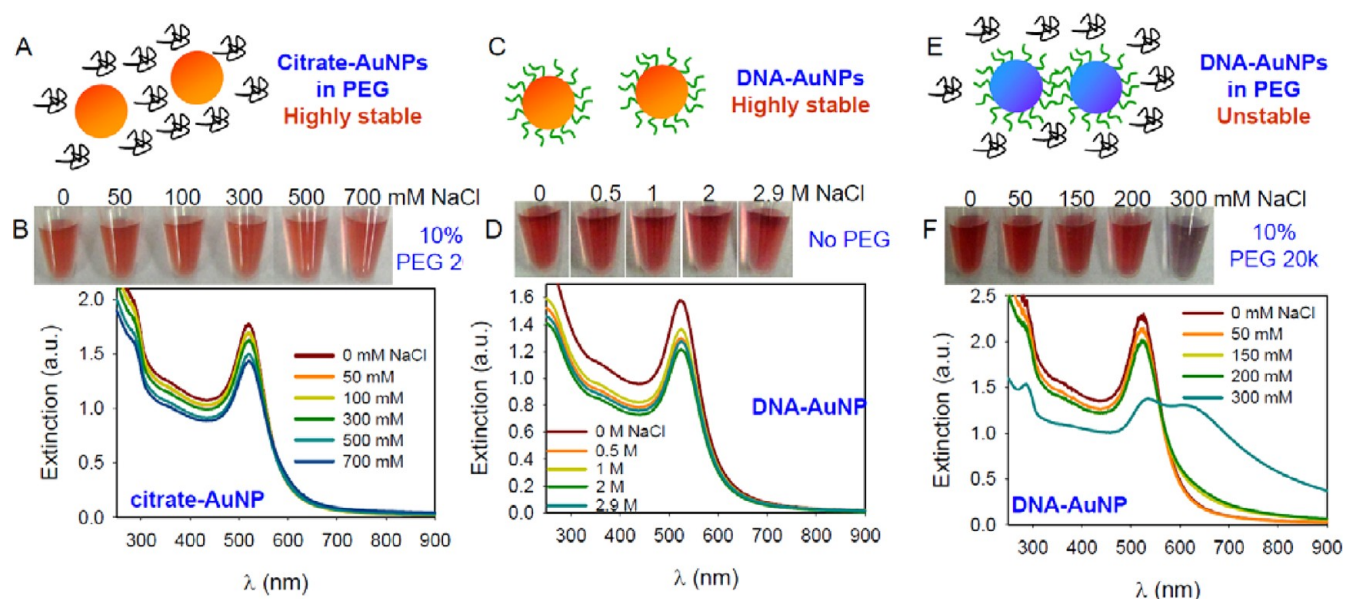 A
Citrate-AuNPs
in PEG
Highly stable
0 50 100 300 500 700 mM NaCl
B
10%
PEG 2
2.0
1.5
1.0
0.5
0.0
Extinction (a.u.)
0 mM NaCl
50 mM
100 mM
300 mM
500 mM
700 mM
citrate-AuNP
300 400 500 600 700 800 900
λ (nm)
C
DNA-AuNPs
Highly stable
0 0.5 1 2 2.9 M NaCl
D
No PEG
1.6
1.4
1.2
1.0
0.8
0.6
0.4
0.2
0.0
Extinction (a.u.)
DNA-AuNP
0 M NaCl
0.5 M
1 M
2 M
2.9 M
300 400 500 600 700 800 900
λ (nm)
E
DNA-AuNPs
in PEG
Unstable
0 50 150 200 300 mM NaCl
F
10%
PEG 20k
2.5
2.0
1.5
1.0
0.5
0.0
Extinction (a.u.)
0 mM NaCl
50 mM
150 mM
200 mM
300 mM
DNA-AuNP
300 400 500 600 700 800 900
λ (nm)